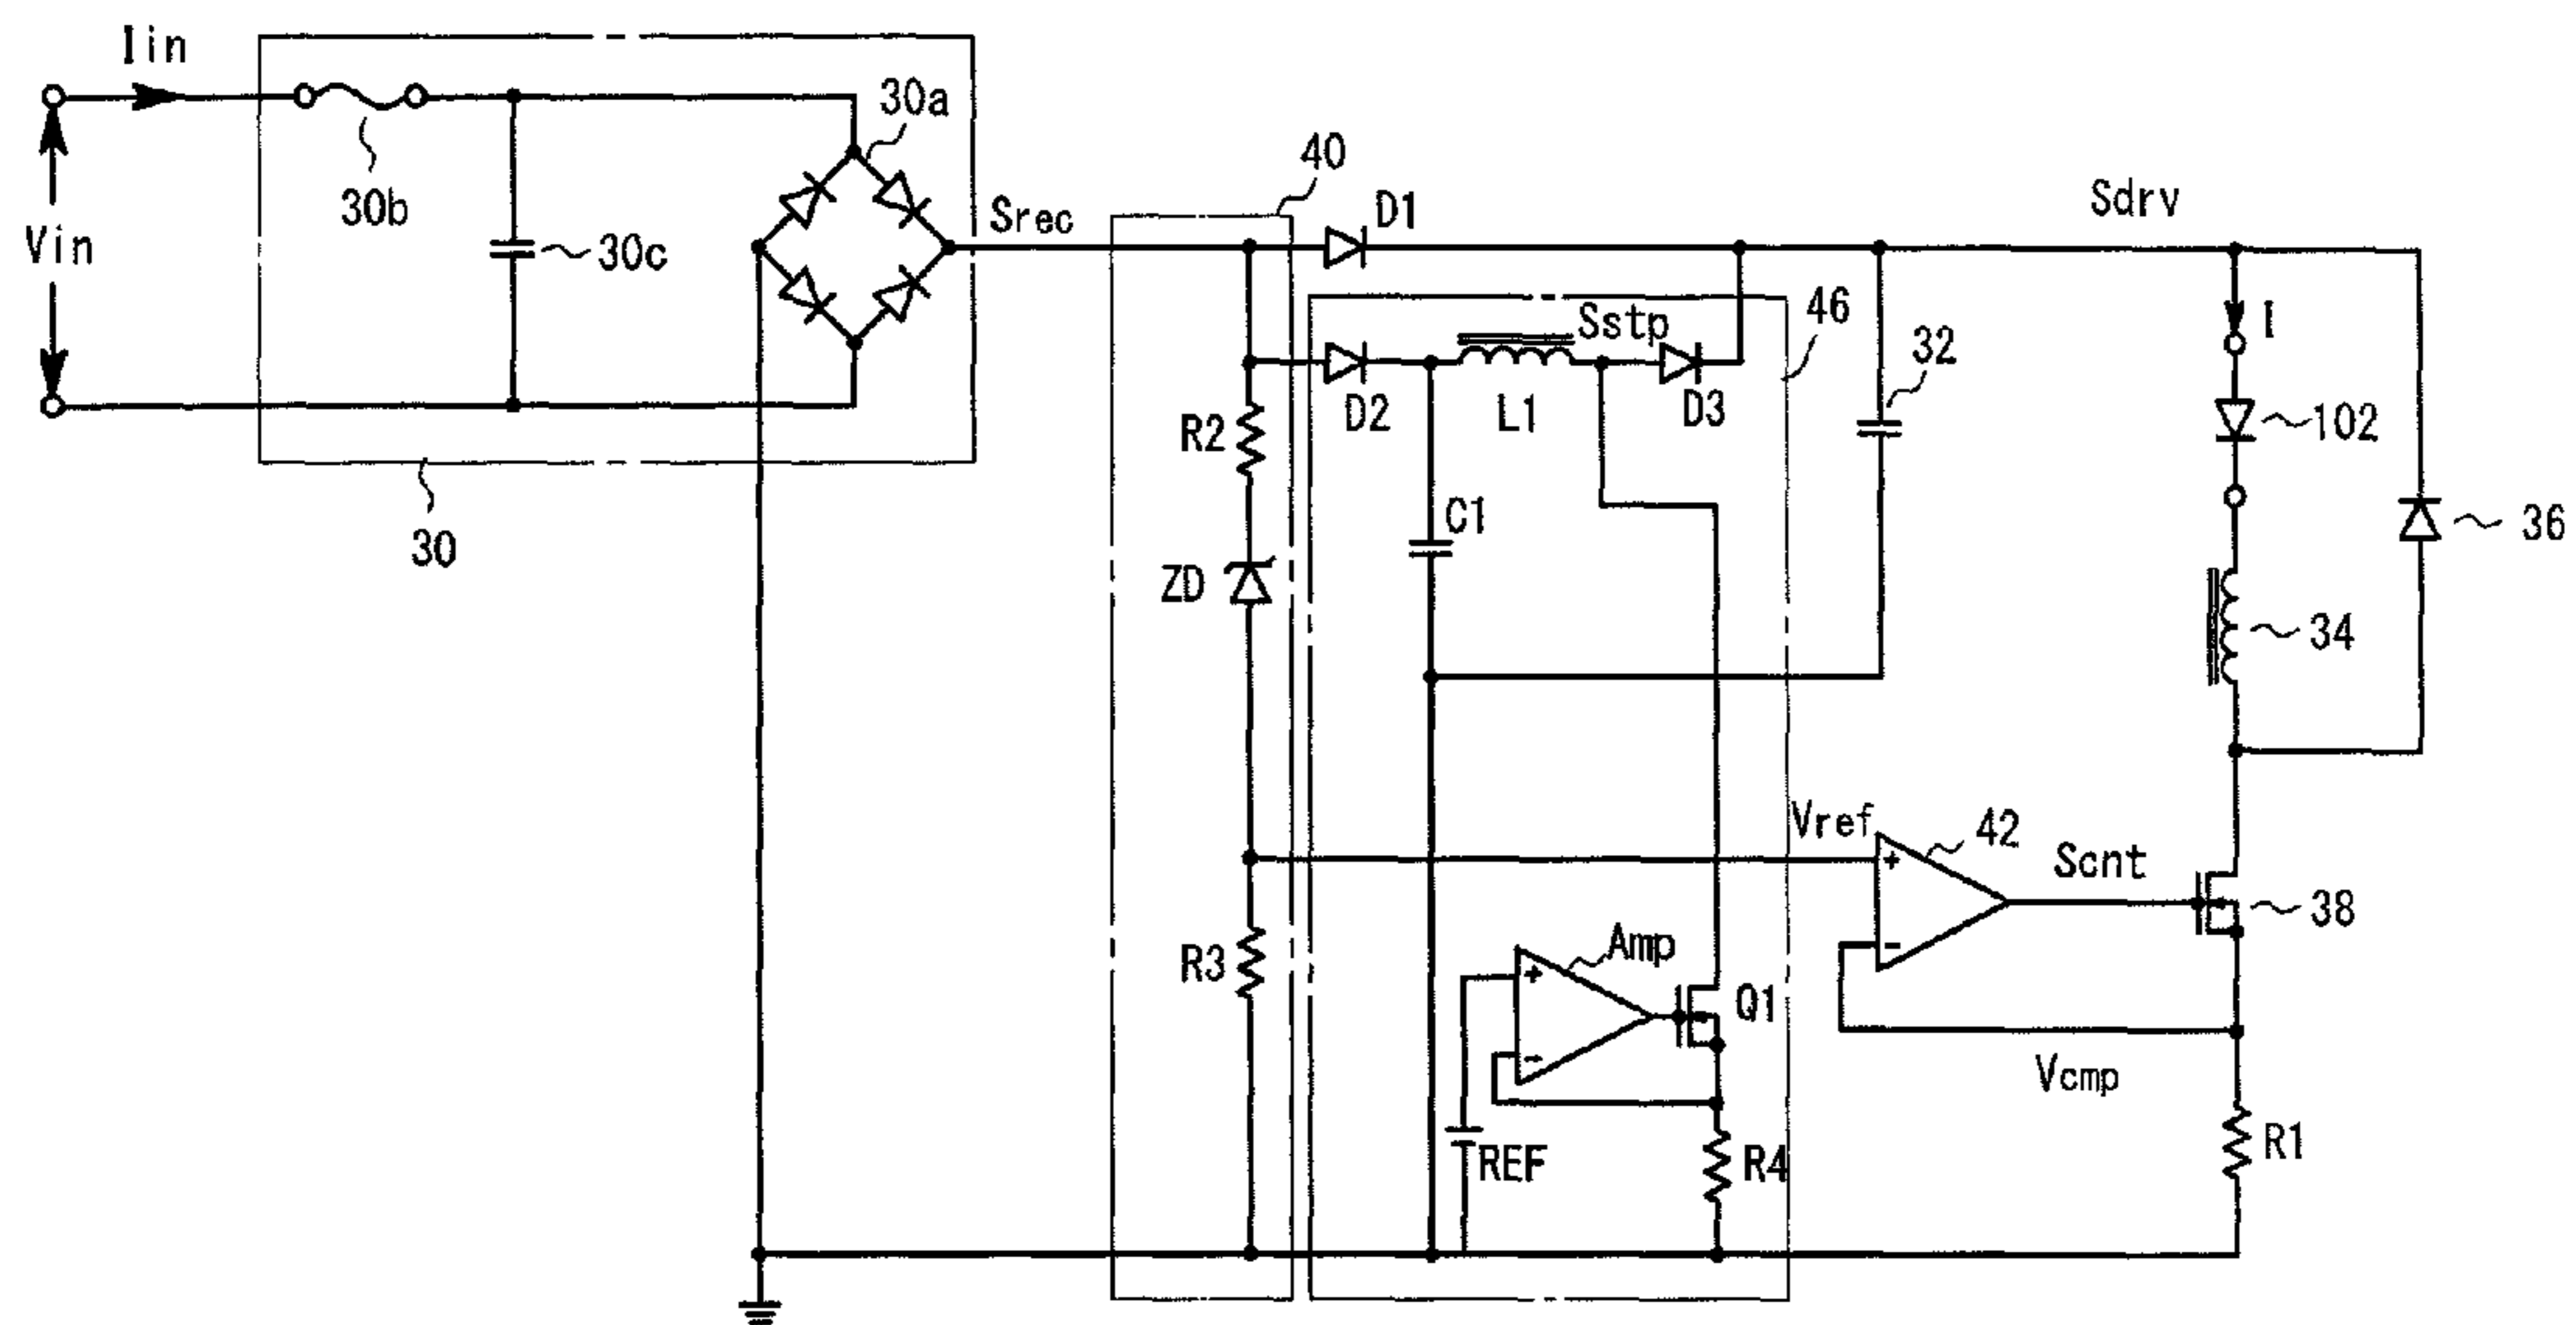 Iin
30a
40
30b
Vin
30c
Srec
D1
Sdrv
46
Sstp
I
32
R2
D2
L1
D3
102
30
C1
36
ZD
34
Vref
42
Scnt
+
38
R3
Amp
+
-
Q1
-
Vcmp
REF
R4
R1